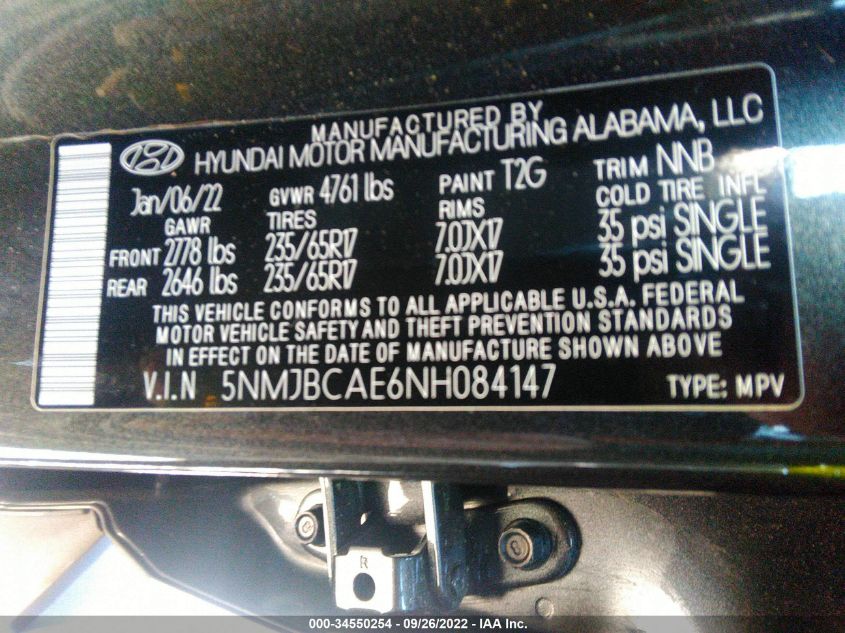 MANUFACTURED BY
HYUNDAI MOTOR MANUFACTURING ALABAMA, LLC
Jan/06/22 GVWR 4761 lbs PAINT T2G TRIM NNB
GAWR TIRES RIMS COLD TIRE INFL
FRONT 2778 lbs 235/65R17 7.0JX17 35 psi SINGLE
REAR 2646 lbs 235/65R17 7.0JX17 35 psi SINGLE
THIS VEHICLE CONFORMS TO ALL APPLICABLE U.S.A. FEDERAL
MOTOR VEHICLE SAFETY AND THEFT PREVENTION STANDARDS
IN EFFECT ON THE DATE OF MANUFACTURE SHOWN ABOVE
V.I.N 5NMJBCAE6NH084147 TYPE: MPV
R
000-34550254 - 09/26/2022 - IAA Inc.